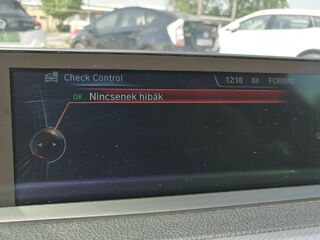 Check Control
12:18 FORRÁS
OK Nincsenek hibák